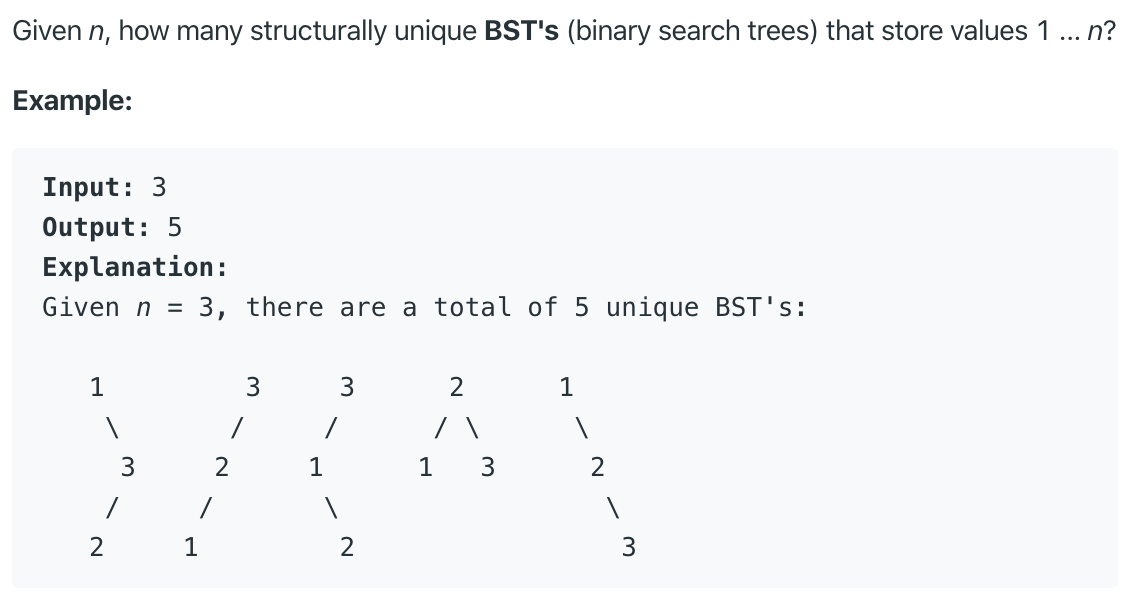 Given n, how many structurally unique BST's (binary search trees) that store values 1 ... n?
Example:
Input: 3
Output: 5
Explanation:
Given n = 3, there are a total of 5 unique BST's:
1 3 3 2 1
\ / / / \ \
3 2 1 1 3 2
/ / \ \
2 1 2 3